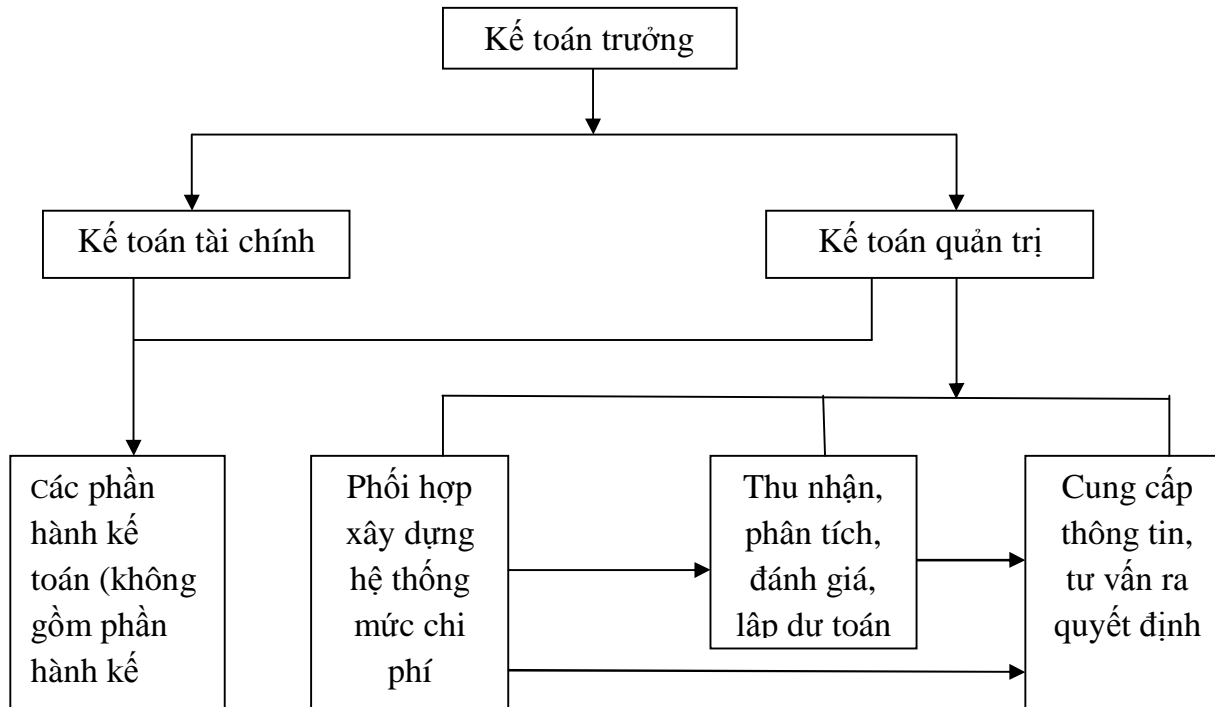 Kế toán trưởng
Kế toán tài chính
Kế toán quản trị
Các phần
hành kế
toán (không
gồm phần
hành kế
Phối hợp
xây dựng
hệ thống
mức chi
phí
Thu nhận,
phân tích,
đánh giá,
lập dự toán
Cung cấp
thông tin,
tư vấn ra
quyết định